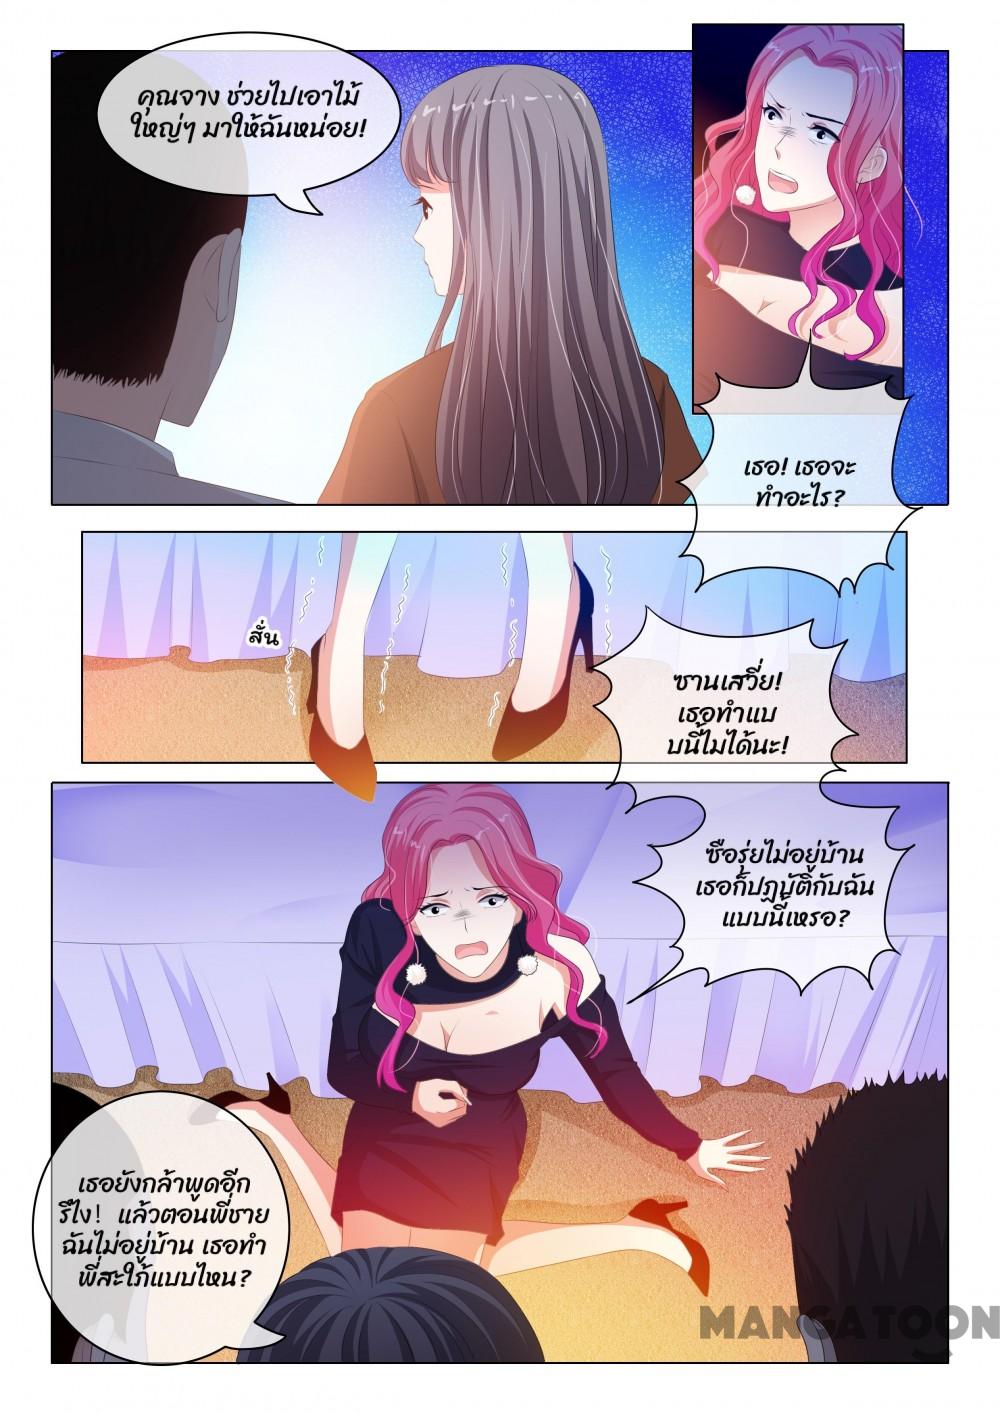 คุณจาง ช่วยไปเอาไม้
ใหญ่ๆ มาให้ฉันหน่อย!
เธอ! เธอจะ
ทำอะไร?
สั่น
ซานเสวี่ย!
เธอทำแบ
บนี้ไม่ได้นะ!
ซือรุ่ยไม่อยู่บ้าน
เธอก็ปฏบัติกับฉัน
แบบนี้เหรอ?
เธอยังกล้าพูดอีก
รึไง! แล้วตอนพี่ชาย
ฉันไม่อยู่บ้าน เธอทำ
พี่สะใภ้แบบไหน?
MANGATOON